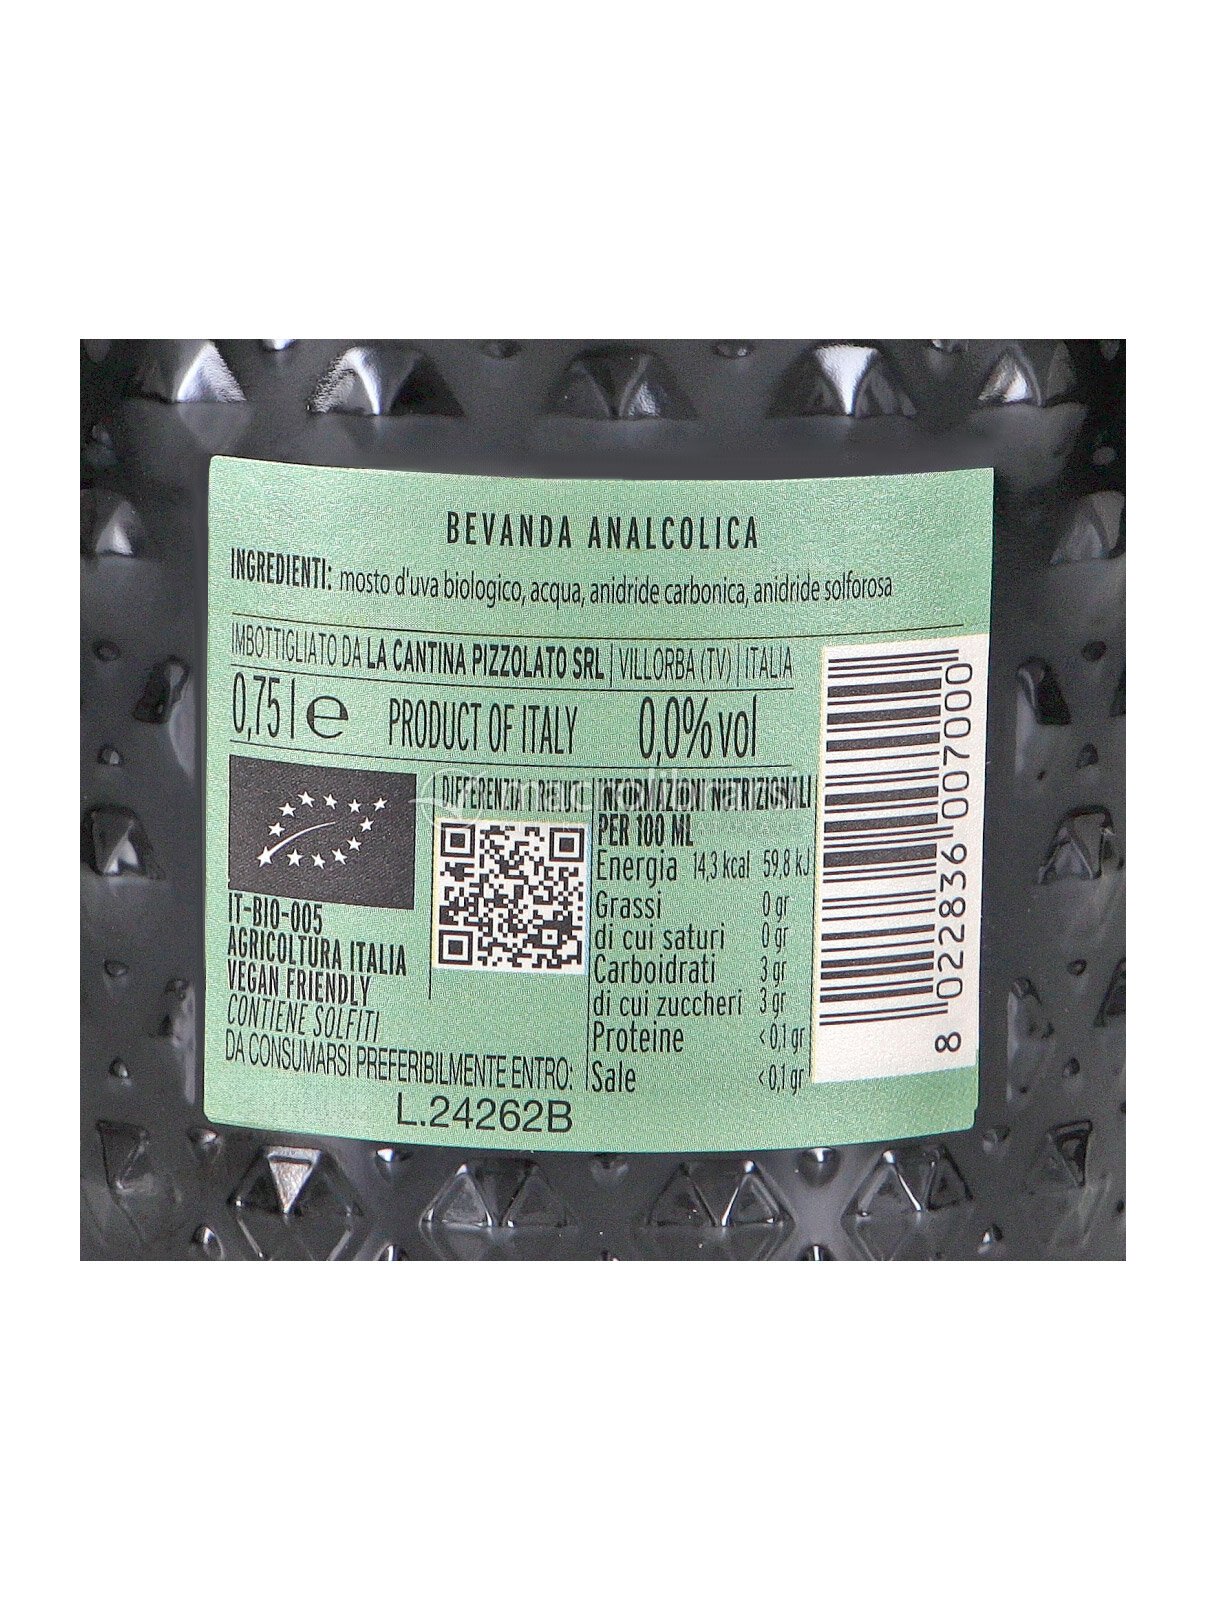 BEVANDA ANALCOLICA
INGREDIENTI: mosto d'uva biologico, acqua, anidride carbonica, anidride solforosa
IMBOTTIGLIATO DA LA CANTINA PIZZOLATO SRL | VILLORBA (TV) | ITALIA
0,75 l e PRODUCT OF ITALY 0,0% vol
IT-BIO-005
AGRICOLTURA ITALIA
VEGAN FRIENDLY
CONTIENE SOLFITI
DA CONSUMARSI PREFERIBILMENTE ENTRO:
L.24262B
DIFFERENZIA I RIFIUTI
INFORMAZIONI NUTRIZIONALI
PER 100 ML
Energia 14,3 kcal 59,8 kJ
Grassi 0 gr
di cui saturi 0 gr
Carboidrati 3 gr
di cui zuccheri 3 gr
Proteine <0,1 gr
Sale <0,1 gr
8 022836 007000
macrolibrarsi